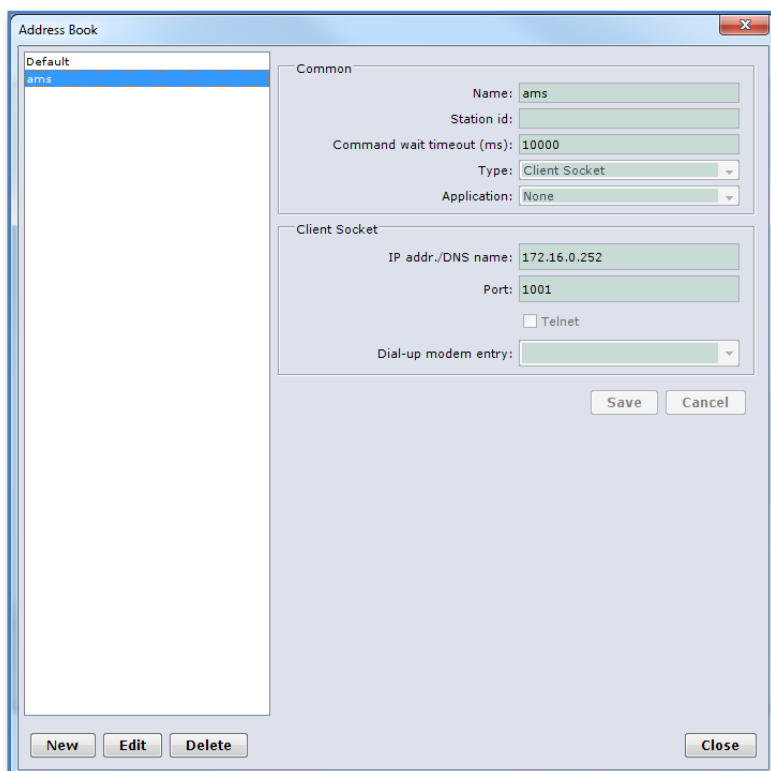 Address Book
Default
ams
Common
Name: ams
Station id:
Command wait timeout (ms): 10000
Type: Client Socket
Application: None
Client Socket
IP addr./DNS name: 172.16.0.252
Port: 1001
Telnet
Dial-up modem entry:
Save Cancel
New Edit Delete Close